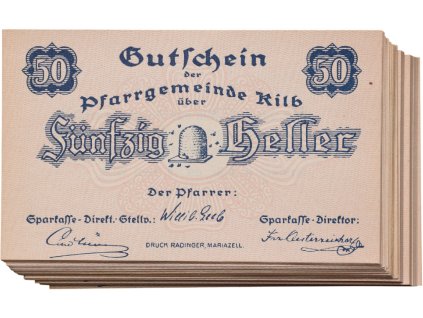 Gutschein
50 der 50
Pfarrgemeinde Kilb
über
Fünfzig Heller
Der Pfarrer:
Sparkasse-Direkt.-Stellv.: Sparkasse-Direktor:
DRUCK RADINGER, MARIAZELL.